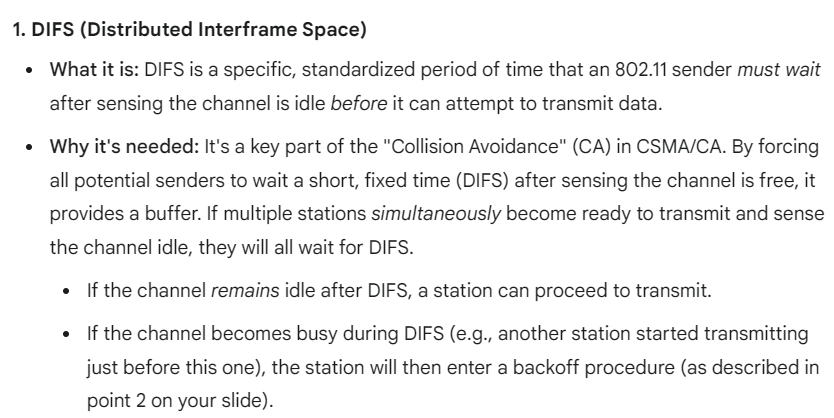 1. DIFS (Distributed Interframe Space)
• What it is: DIFS is a specific, standardized period of time that an 802.11 sender must wait
after sensing the channel is idle before it can attempt to transmit data.
• Why it's needed: It's a key part of the "Collision Avoidance" (CA) in CSMA/CA. By forcing
all potential senders to wait a short, fixed time (DIFS) after sensing the channel is free, it
provides a buffer. If multiple stations simultaneously become ready to transmit and sense
the channel idle, they will all wait for DIFS.
• If the channel remains idle after DIFS, a station can proceed to transmit.
• If the channel becomes busy during DIFS (e.g., another station started transmitting
just before this one), the station will then enter a backoff procedure (as described in
point 2 on your slide).